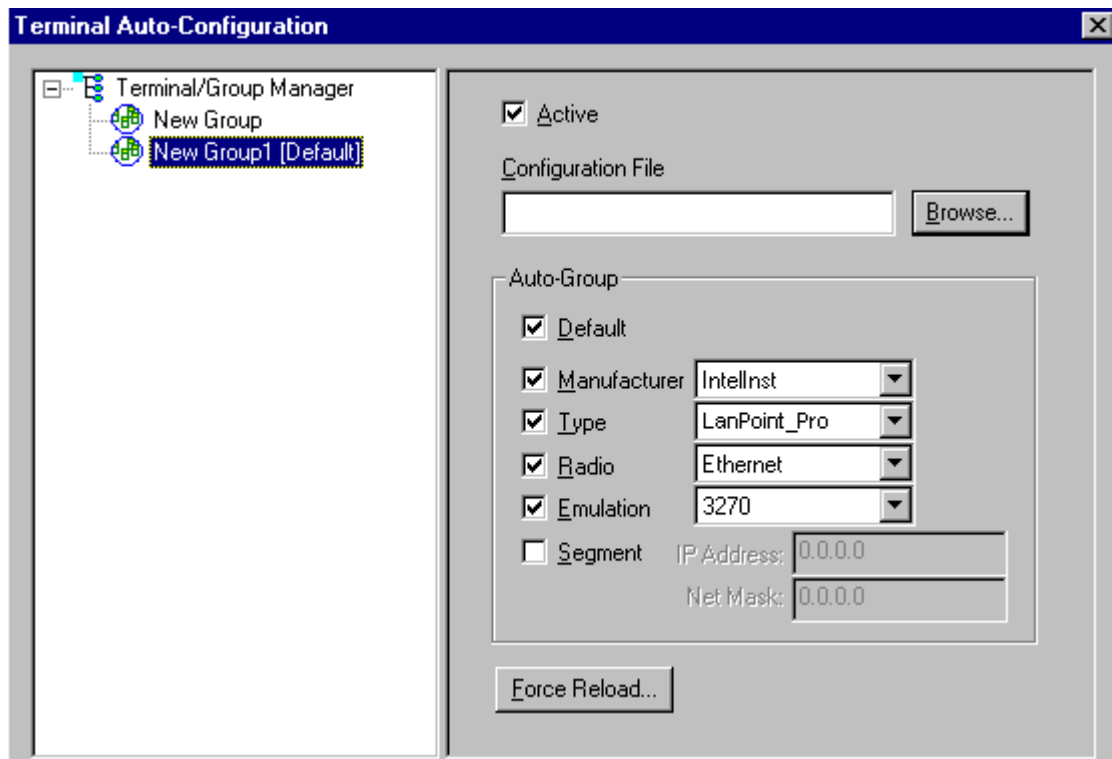 Terminal Auto-Configuration
Terminal/Group Manager
New Group
New Group1 [Default]
Active
Configuration File
Browse...
Auto-Group
Default
Manufacturer IntelInst
Type LanPoint_Pro
Radio Ethernet
Emulation 3270
Segment IP Address: 0.0.0.0
Net Mask: 0.0.0.0
Force Reload...